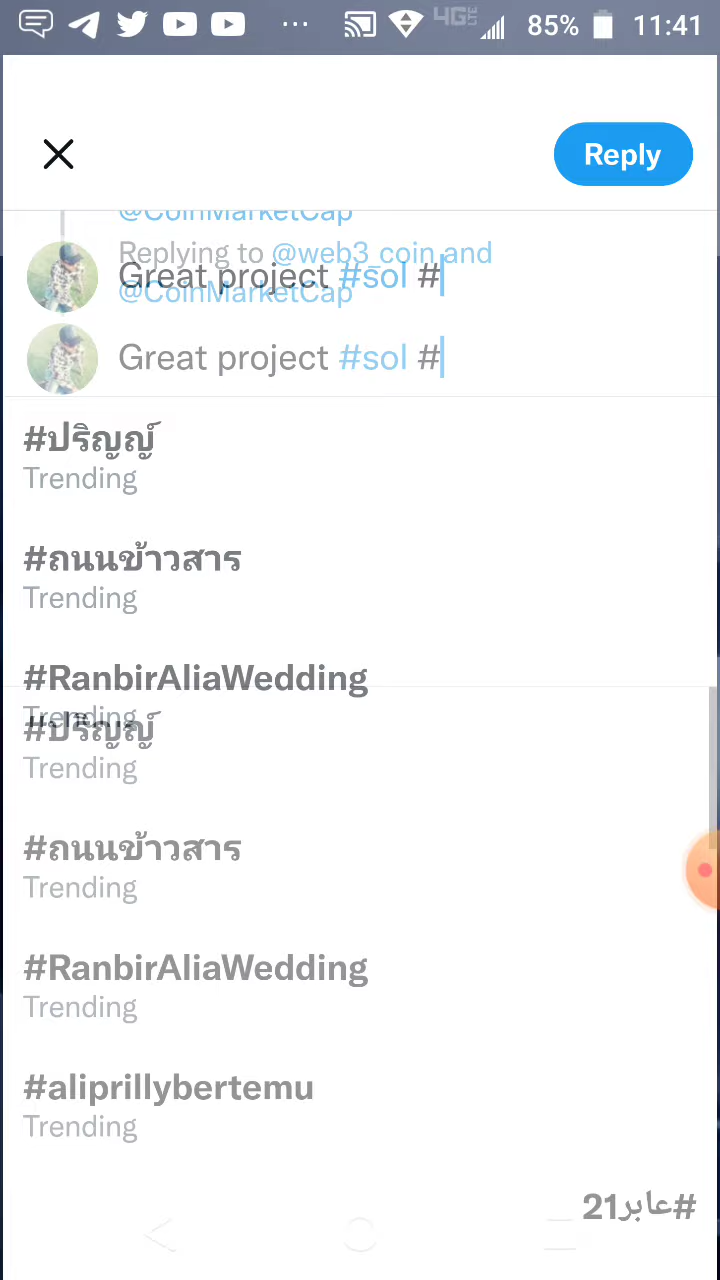 4G LTE 85% 11:41
Reply
@CoinMarketCap
Replying to @web3_coin and
Great project #sol #
@CoinMarketCap
Great project #sol #
#ปริญญ์
Trending
#ถนนข้าวสาร
Trending
#RanbirAliaWedding
Trending
#ปริญญ์
Trending
#ถนนข้าวสาร
Trending
#RanbirAliaWedding
Trending
#aliprillybertemu
Trending
#عابر21